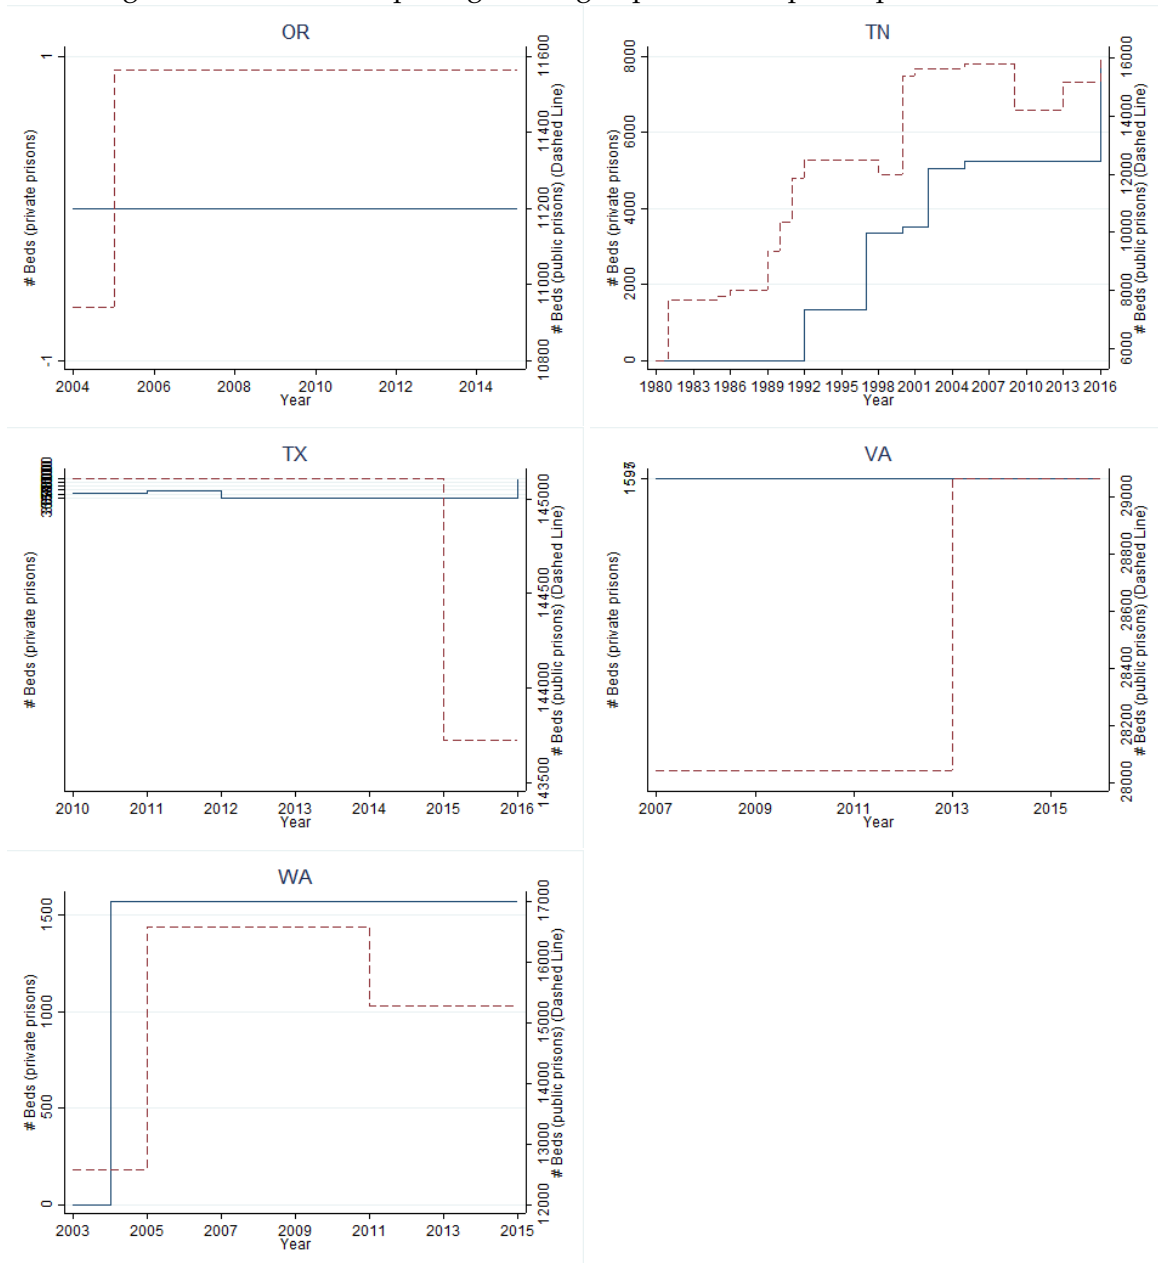 OR
# Beds (private prisons)
1
-1
11600
11400
11200
11000
10800
# Beds (public prisons) (Dashed Line)
2004 2006 2008 2010 2012 2014
Year
TN
# Beds (private prisons)
8000
6000
4000
2000
0
16000
14000
12000
10000
8000
6000
# Beds (public prisons) (Dashed Line)
1980 1983 1986 1989 1992 1995 1998 2001 2004 2007 2010 2013 2016
Year
TX
# Beds (private prisons)
145000
144500
144000
143500
# Beds (public prisons) (Dashed Line)
2010 2011 2012 2013 2014 2015 2016
Year
VA
# Beds (private prisons)
29000
28800
28600
28400
28200
28000
# Beds (public prisons) (Dashed Line)
2007 2009 2011 2013 2015
Year
WA
# Beds (private prisons)
1500
1000
500
0
17000
16000
15000
14000
13000
12000
# Beds (public prisons) (Dashed Line)
2003 2005 2007 2009 2011 2013 2015
Year